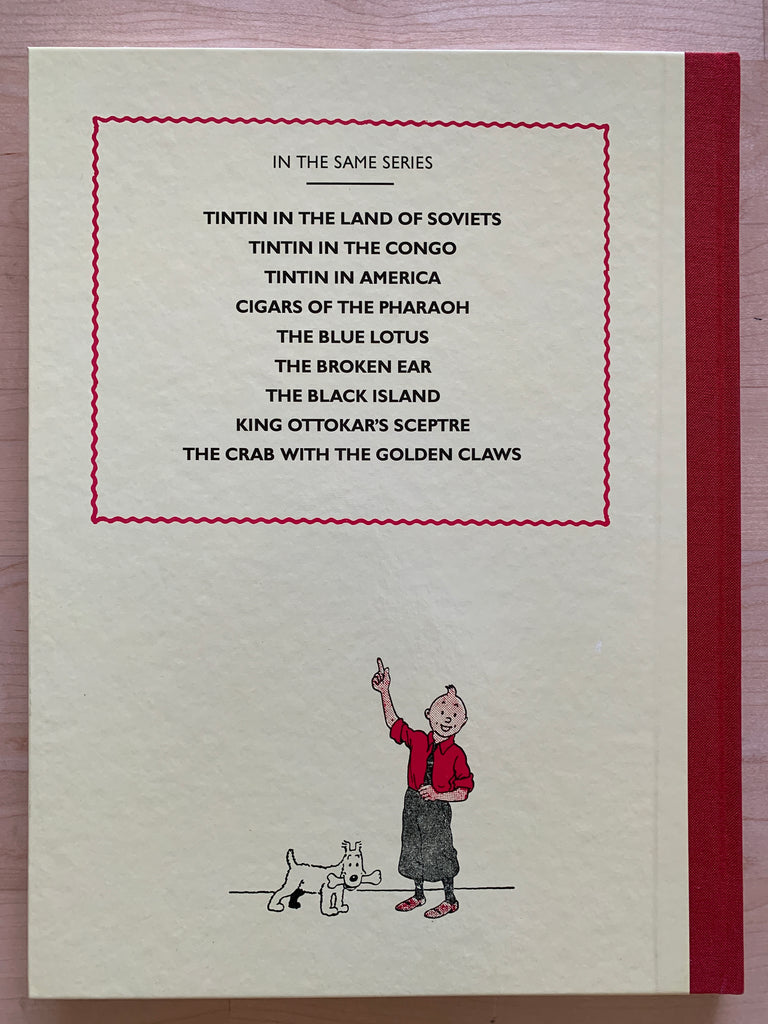 IN THE SAME SERIES
TINTIN IN THE LAND OF SOVIETS
TINTIN IN THE CONGO
TINTIN IN AMERICA
CIGARS OF THE PHARAOH
THE BLUE LOTUS
THE BROKEN EAR
THE BLACK ISLAND
KING OTTOKAR'S SCEPTRE
THE CRAB WITH THE GOLDEN CLAWS